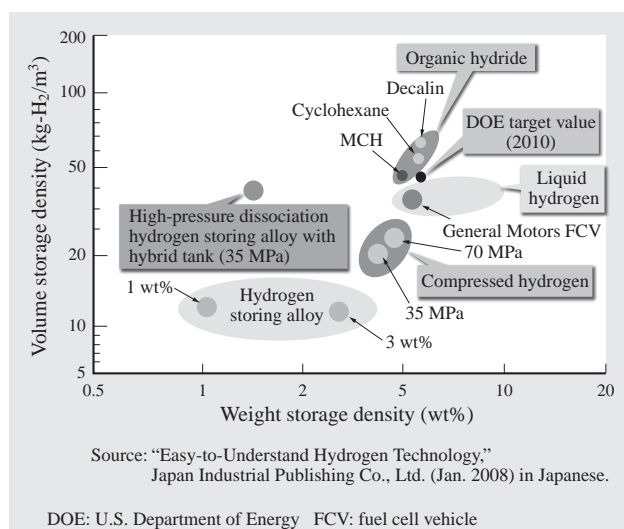 200
100
50
20
10
5
0.5
1
2
5
10
20
Volume storage density (kg-H₂/m³)
Weight storage density (wt%)
Organic hydride
Decalin
Cyclohexane
MCH
DOE target value
(2010)
Liquid
hydrogen
General Motors FCV
70 MPa
High-pressure dissociation
hydrogen storing alloy with
hybrid tank (35 MPa)
Compressed hydrogen
35 MPa
1 wt%
Hydrogen
storing alloy
3 wt%
Source: “Easy-to-Understand Hydrogen Technology,”
Japan Industrial Publishing Co., Ltd. (Jan. 2008) in Japanese.
DOE: U.S. Department of Energy FCV: fuel cell vehicle